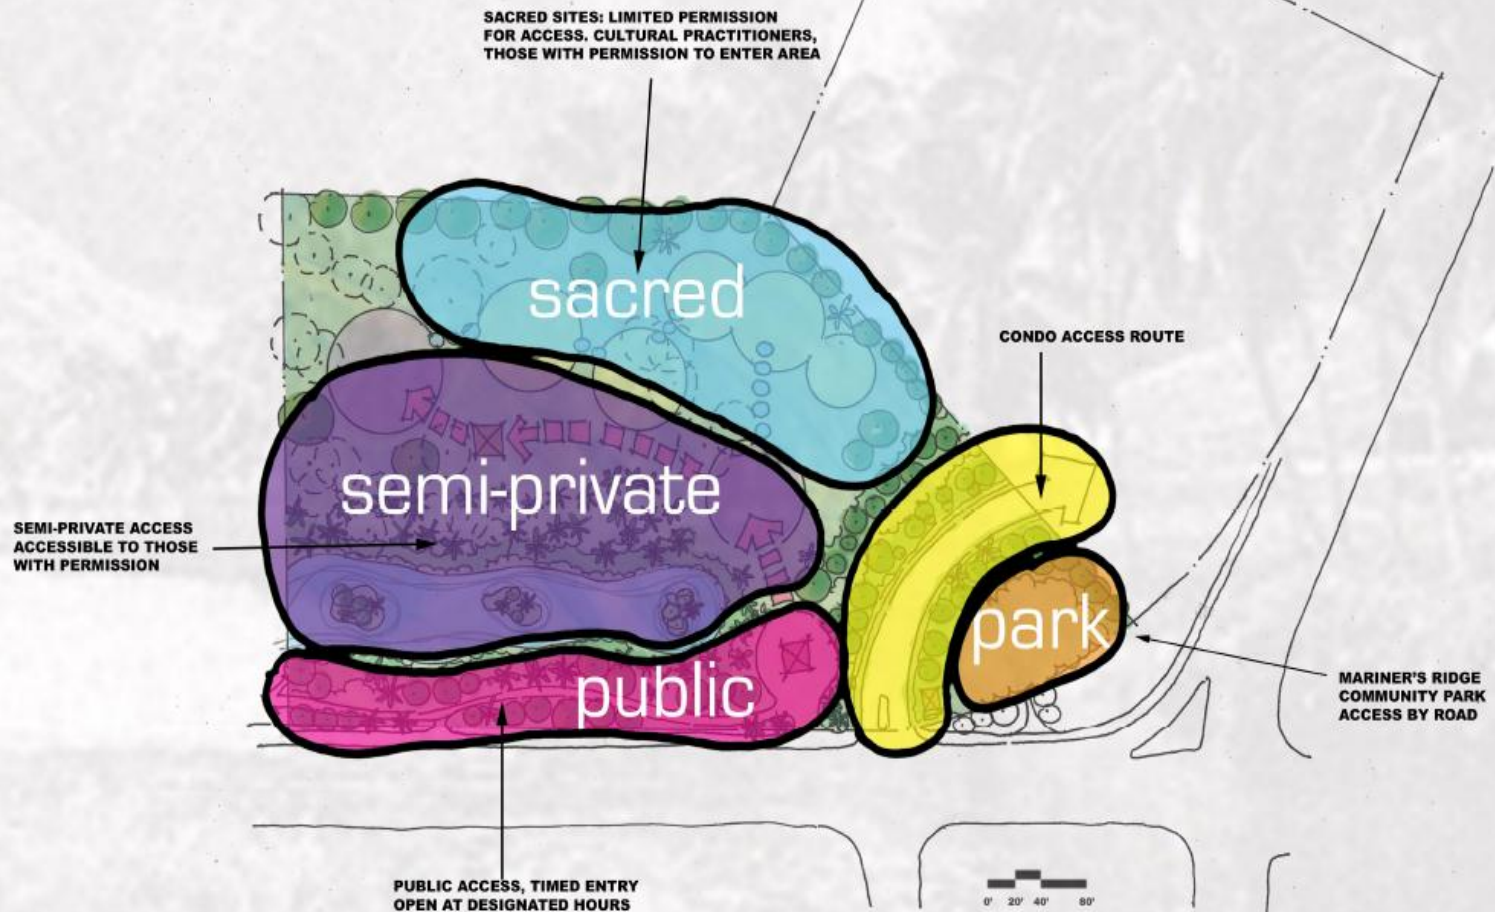 SACRED SITES: LIMITED PERMISSION
FOR ACCESS. CULTURAL PRACTITIONERS,
THOSE WITH PERMISSION TO ENTER AREA
sacred
CONDO ACCESS ROUTE
semi-private
SEMI-PRIVATE ACCESS
ACCESSIBLE TO THOSE
WITH PERMISSION
park
MARINER'S RIDGE
COMMUNITY PARK
ACCESS BY ROAD
public
PUBLIC ACCESS, TIMED ENTRY
OPEN AT DESIGNATED HOURS
0' 20' 40' 80'